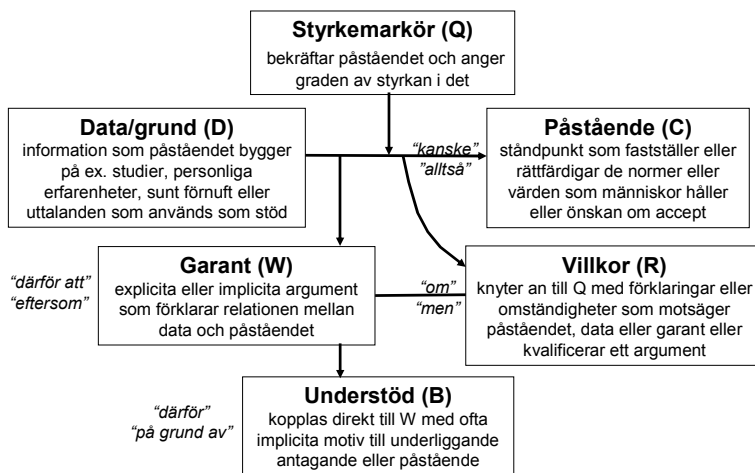 Styrkemarkör (Q)
bekräftar påståendet och anger
graden av styrkan i det
Data/grund (D)
information som påståendet bygger
på ex. studier, personliga
erfarenheter, sunt förnuft eller
uttalanden som används som stöd
“kanske”
”alltså”
Påstående (C)
ståndpunkt som fastställer eller
rättfärdigar de normer eller
värden som människor håller
eller önskan om accept
“därför att”
“eftersom”
Garant (W)
explicita eller implicita argument
som förklarar relationen mellan
data och påståendet
“om”
“men”
Villkor (R)
knyter an till Q med förklaringar eller
omständigheter som motsäger
påståendet, data eller garant eller
kvalificerar ett argument
“därför”
“på grund av”
Understöd (B)
kopplas direkt till W med ofta
implicita motiv till underliggande
antagande eller påstående